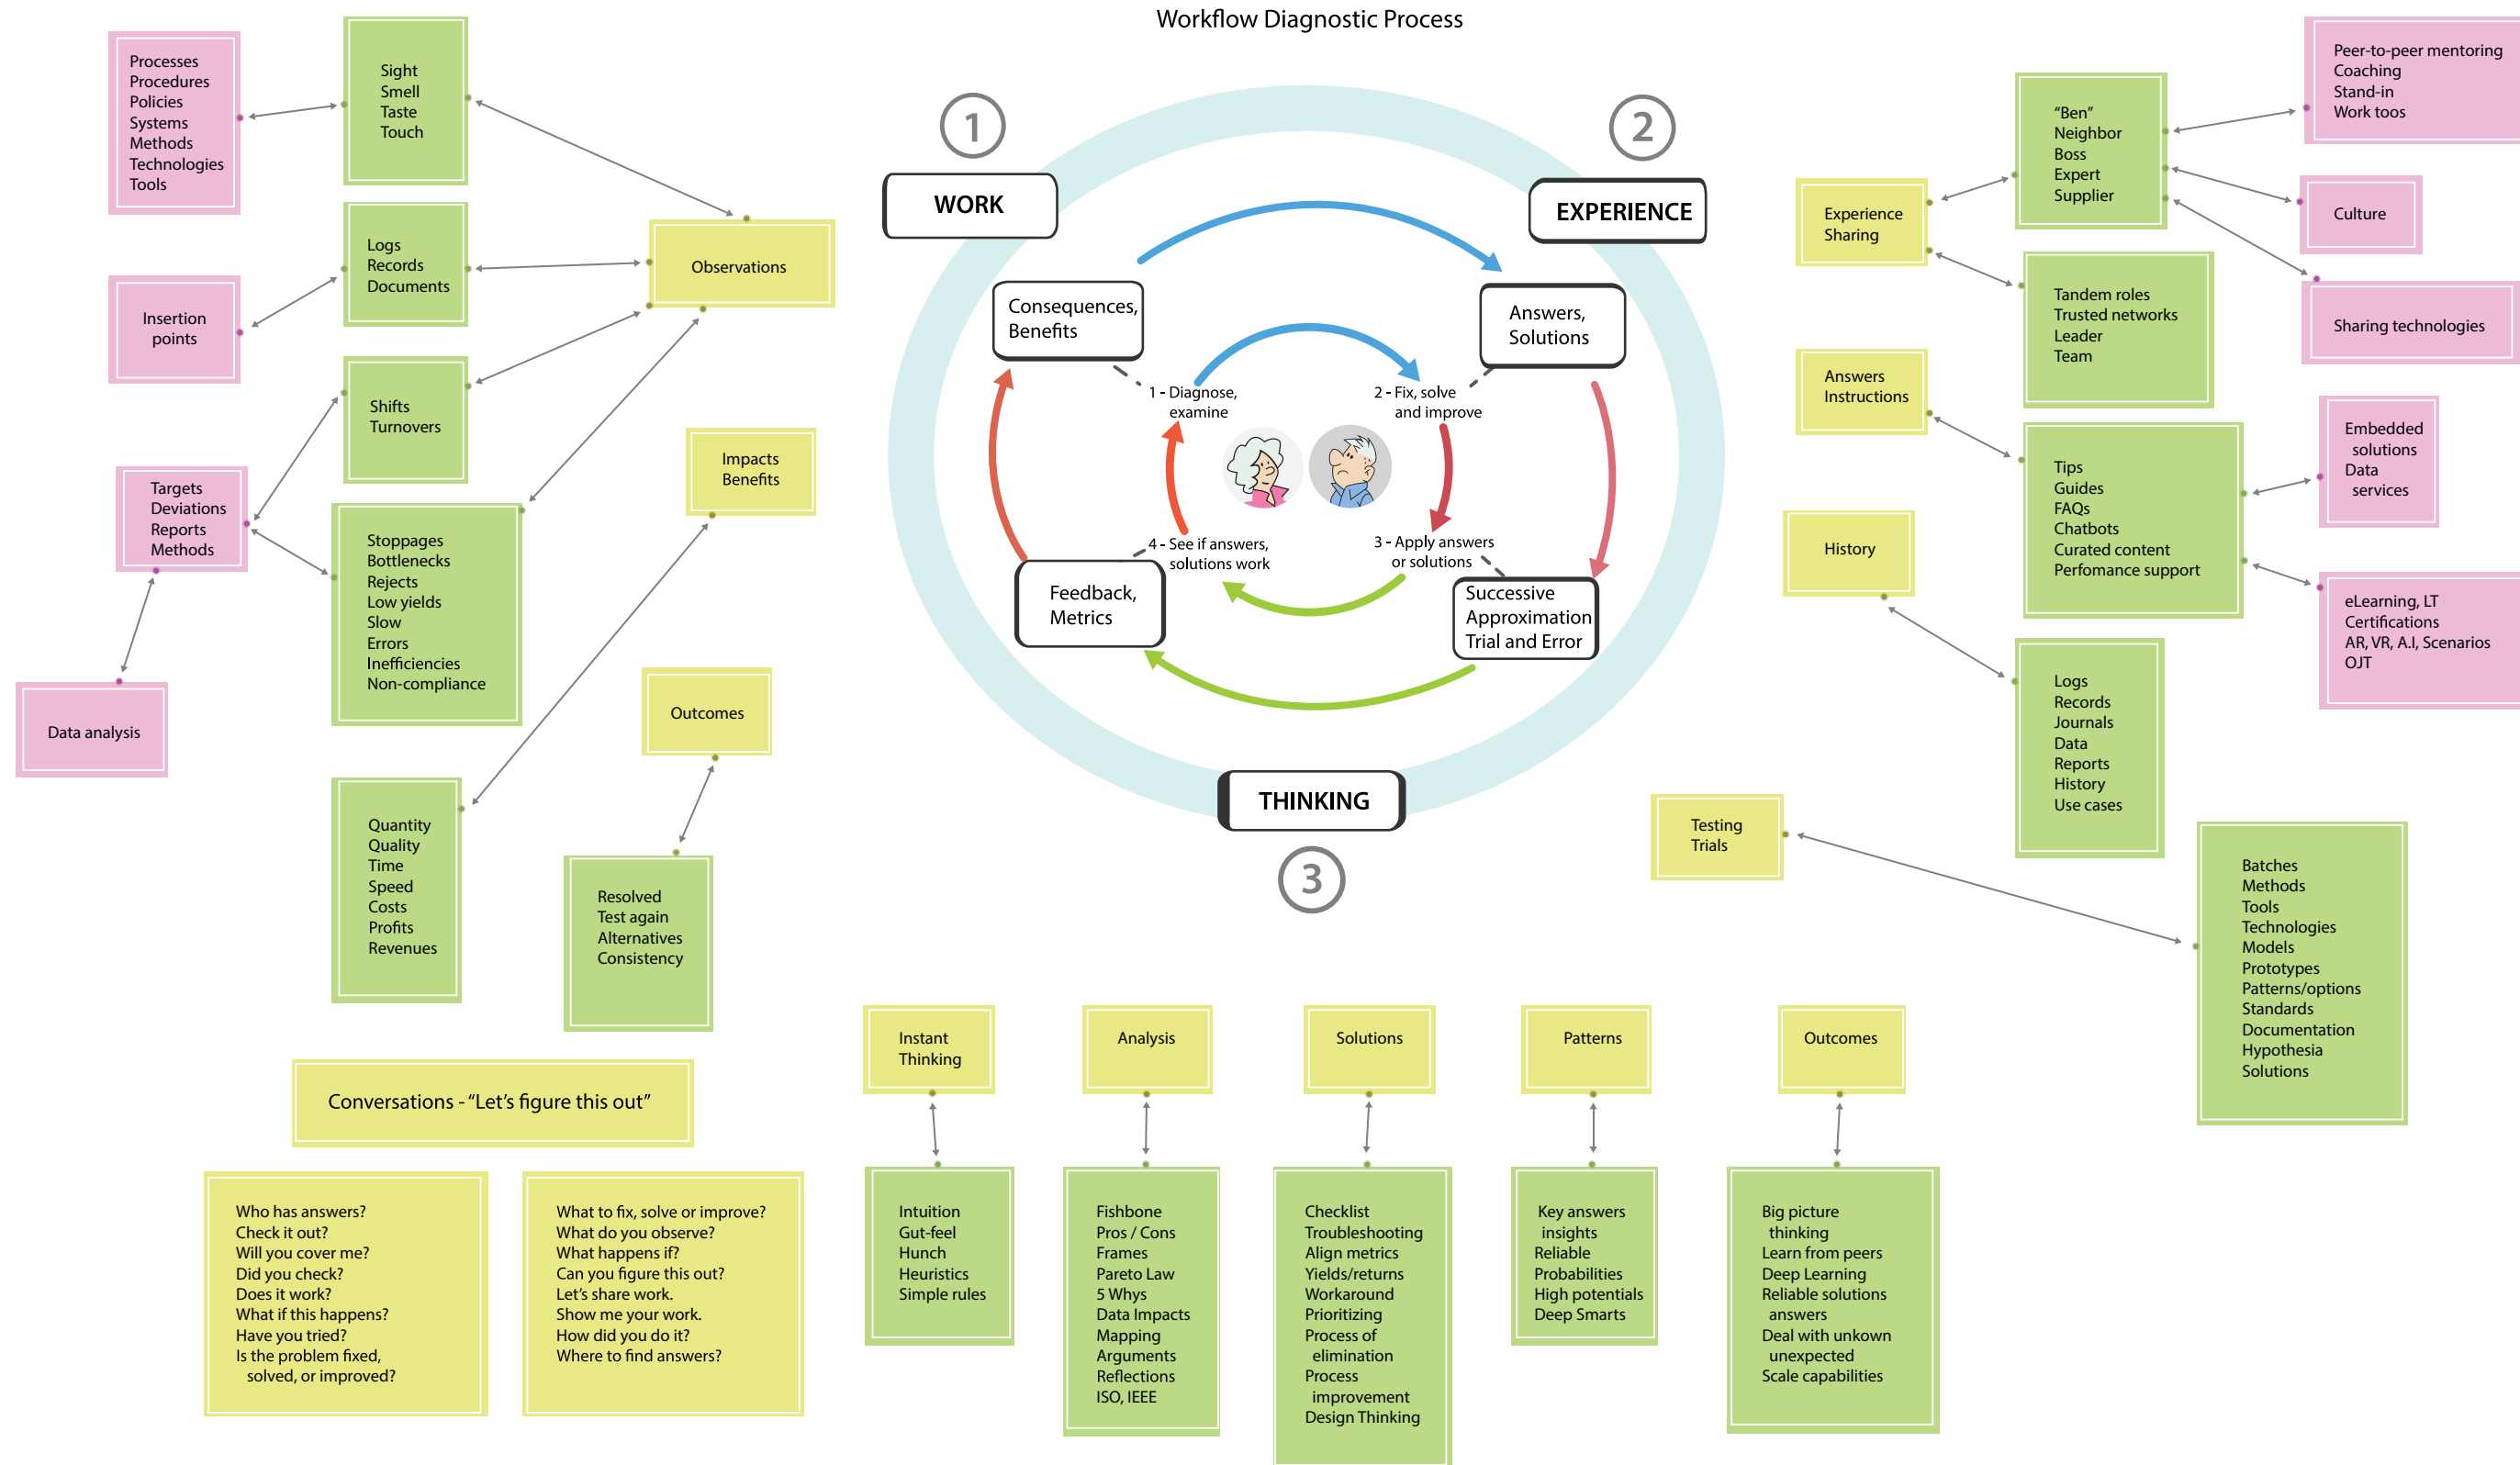 Workflow Diagnostic Process
Processes
Procedures
Policies
Systems
Methods
Technologies
Tools
Sight
Smell
Taste
Touch
Logs
Records
Documents
Observations
Insertion
points
Shifts
Turnovers
Targets
Deviations
Reports
Methods
Stoppages
Bottlenecks
Rejects
Low yields
Slow
Errors
Inefficiencies
Non-compliance
Data analysis
Impacts
Benefits
Quantity
Quality
Time
Speed
Costs
Profits
Revenues
Outcomes
Resolved
Test again
Alternatives
Consistency
1
WORK
2
EXPERIENCE
Consequences,
Benefits
Answers,
Solutions
1 - Diagnose,
examine
2 - Fix, solve
and improve
4 - See if answers,
solutions work
3 - Apply answers
or solutions
Feedback,
Metrics
Successive
Approximation
Trial and Error
THINKING
3
Experience
Sharing
"Ben"
Neighbor
Boss
Expert
Supplier
Peer-to-peer mentoring
Coaching
Stand-in
Work toos
Culture
Sharing technologies
Tandem roles
Trusted networks
Leader
Team
Answers
Instructions
Tips
Guides
FAQs
Chatbots
Curated content
Perfomance support
Embedded
solutions
Data
services
eLearning, LT
Certifications
AR, VR, A.I, Scenarios
OJT
History
Logs
Records
Journals
Data
Reports
History
Use cases
Testing
Trials
Batches
Methods
Tools
Technologies
Models
Prototypes
Patterns/options
Standards
Documentation
Hypothesia
Solutions
Conversations - "Let's figure this out"
Who has answers?
Check it out?
Will you cover me?
Did you check?
Does it work?
What if this happens?
Have you tried?
Is the problem fixed,
solved, or improved?
What to fix, solve or improve?
What do you observe?
What happens if?
Can you figure this out?
Let's share work.
Show me your work.
How did you do it?
Where to find answers?
Instant
Thinking
Intuition
Gut-feel
Hunch
Heuristics
Simple rules
Analysis
Fishbone
Pros / Cons
Frames
Pareto Law
5 Whys
Data Impacts
Mapping
Arguments
Reflections
ISO, IEEE
Solutions
Checklist
Troubleshooting
Align metrics
Yields/returns
Workaround
Prioritizing
Process of
elimination
Process
improvement
Design Thinking
Patterns
Key answers
insights
Reliable
Probabilities
High potentials
Deep Smarts
Outcomes
Big picture
thinking
Learn from peers
Deep Learning
Reliable solutions
answers
Deal with unkown
unexpected
Scale capabilities